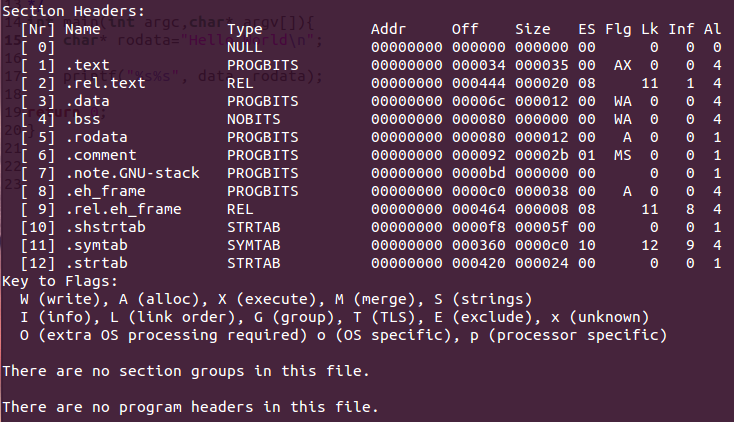 Section Headers:
[Nr] Name Type Addr Off Size ES Flg Lk Inf Al
[ 0] NULL 00000000 000000 000000 00 0 0 0
[ 1] .text PROGBITS 00000000 000034 000035 00 AX 0 0 4
[ 2] .rel.text REL 00000000 000444 000020 08 11 1 4
[ 3] .data PROGBITS 00000000 00006c 000012 00 WA 0 0 4
[ 4] .bss NOBITS 00000000 000080 000000 00 WA 0 0 4
[ 5] .rodata PROGBITS 00000000 000080 000012 00 A 0 0 1
[ 6] .comment PROGBITS 00000000 000092 00002b 01 MS 0 0 1
[ 7] .note.GNU-stack PROGBITS 00000000 0000bd 000000 00 0 0 1
[ 8] .eh_frame PROGBITS 00000000 0000c0 000038 00 A 0 0 4
[ 9] .rel.eh_frame REL 00000000 000464 000008 08 11 8 4
[10] .shstrtab STRTAB 00000000 0000f8 00005f 00 0 0 1
[11] .symtab SYMTAB 00000000 000360 0000c0 10 12 9 4
[12] .strtab STRTAB 00000000 000420 000024 00 0 0 1
Key to Flags:
W (write), A (alloc), X (execute), M (merge), S (strings)
I (info), L (link order), G (group), T (TLS), E (exclude), x (unknown)
O (extra OS processing required) o (OS specific), p (processor specific)
There are no section groups in this file.
There are no program headers in this file.